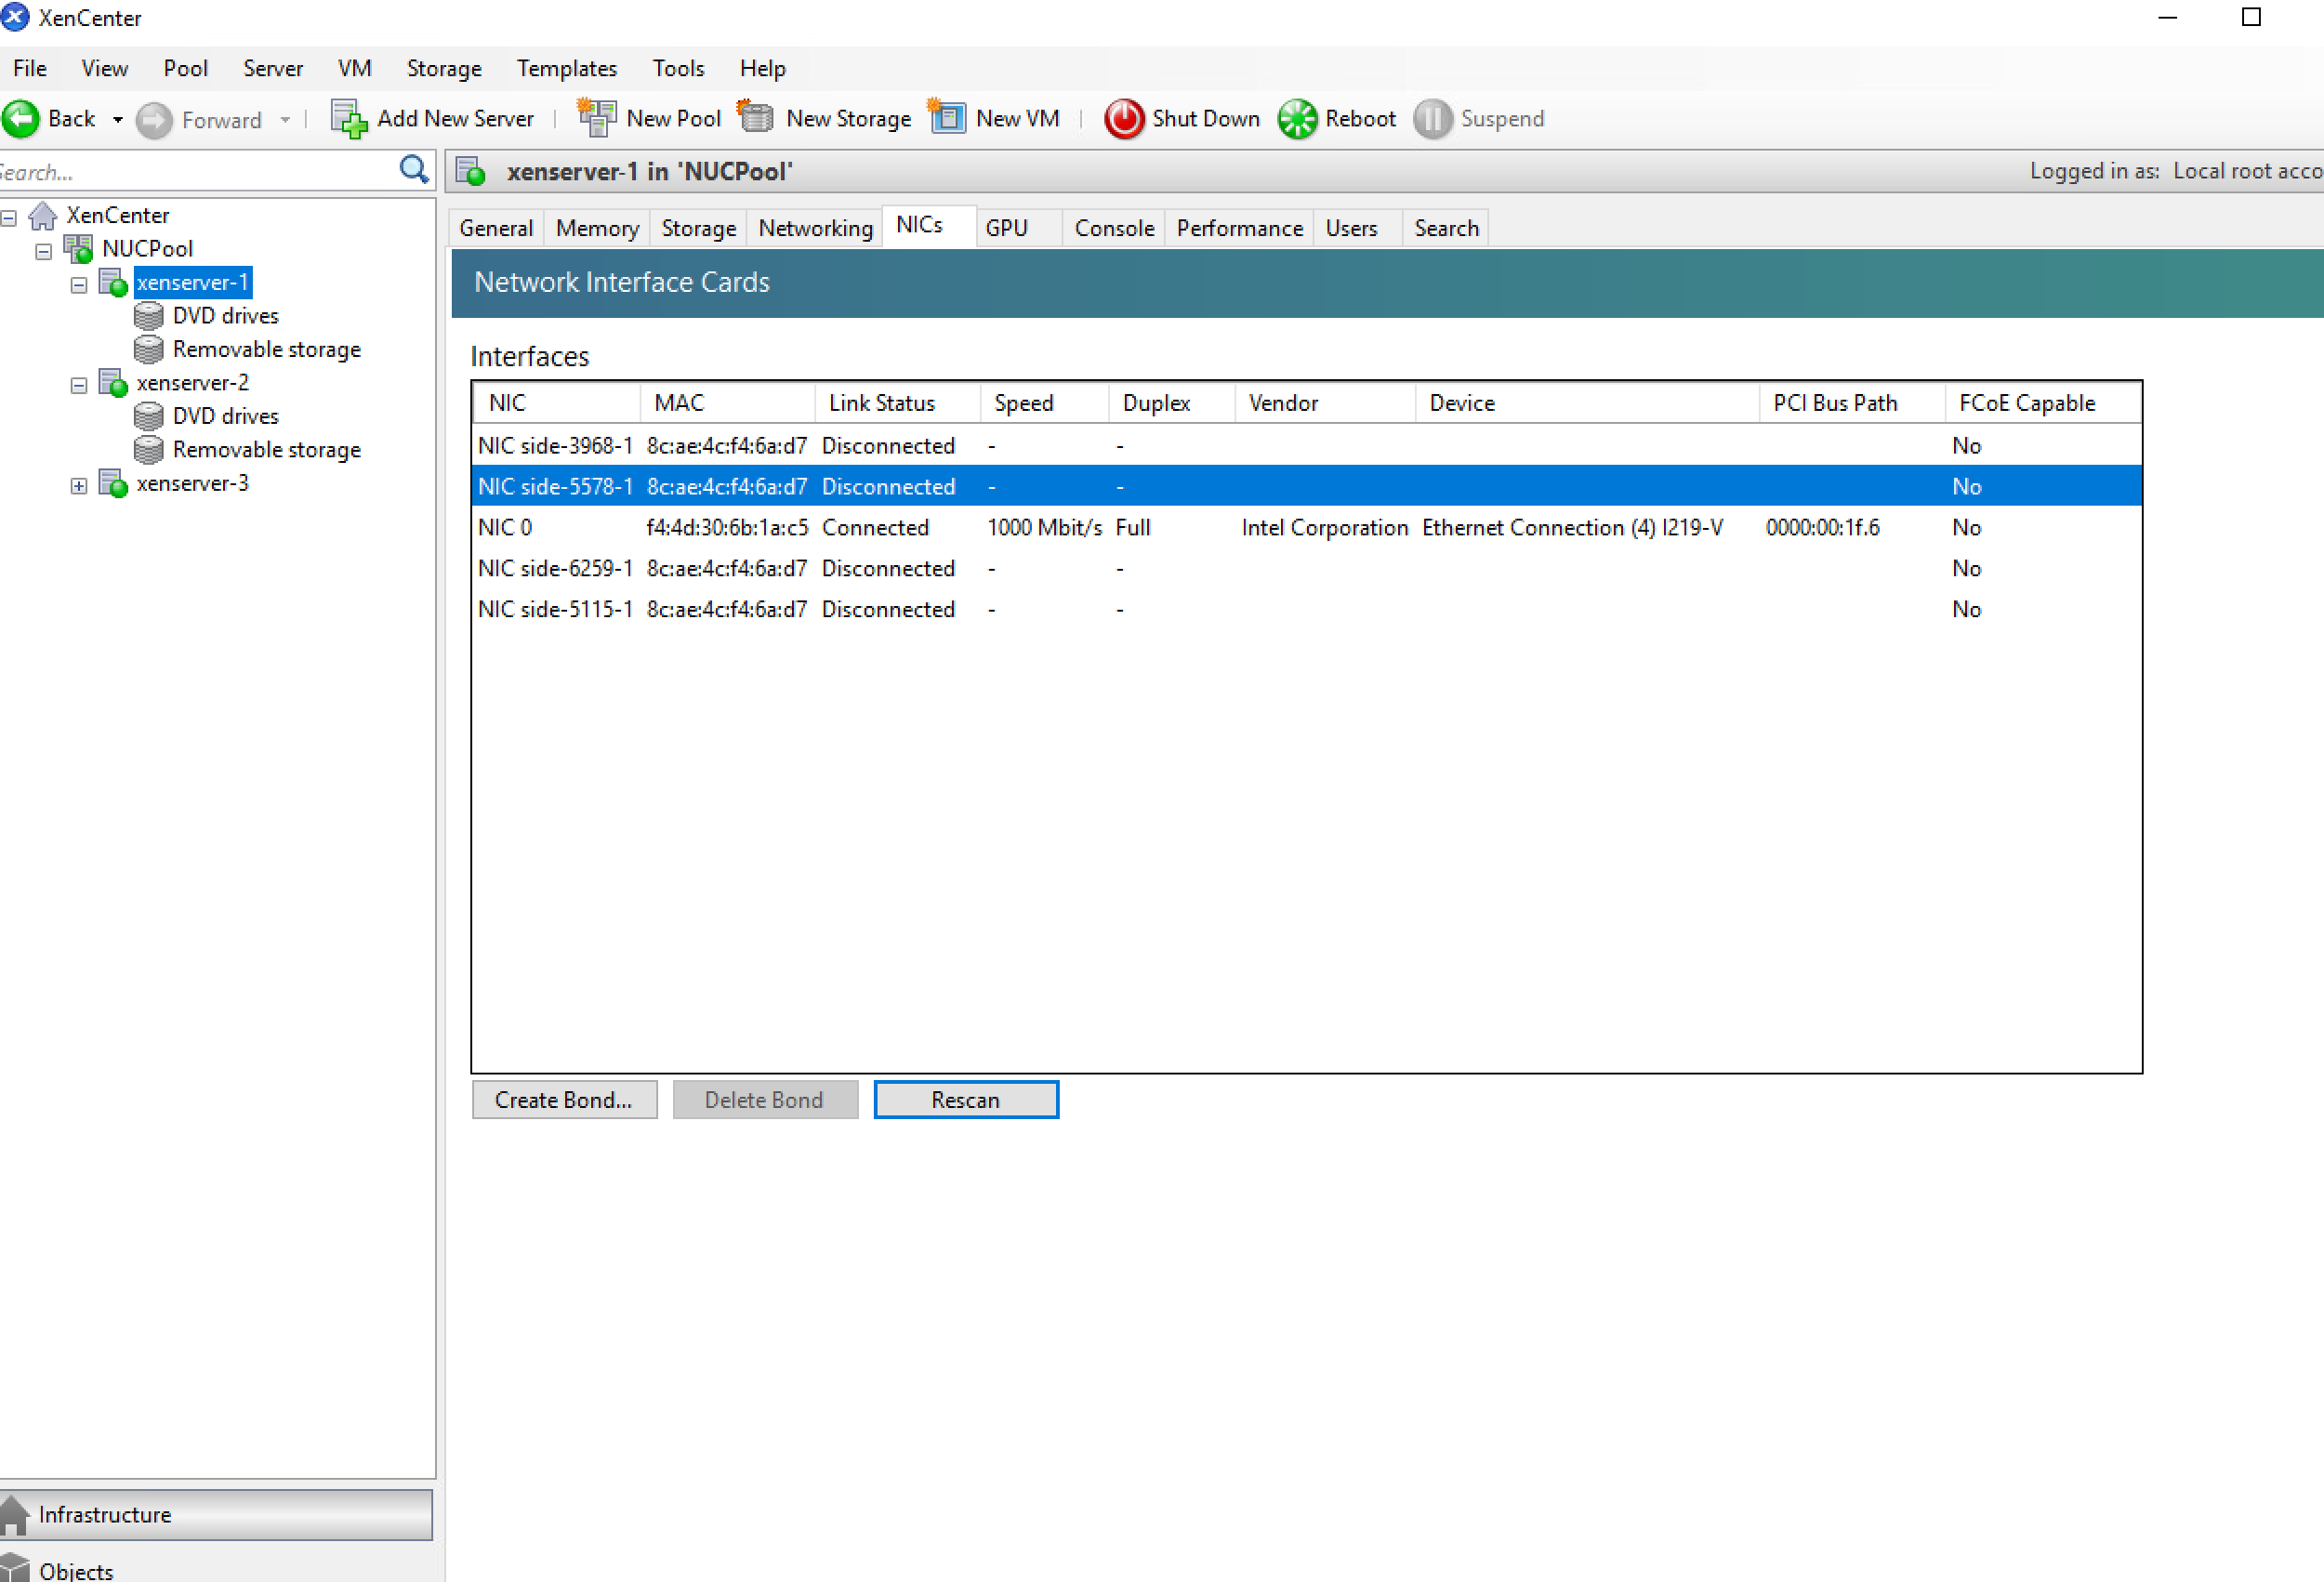 XenCenter
File View Pool Server VM Storage Templates Tools Help
Back Forward Add New Server New Pool New Storage New VM Shut Down Reboot Suspend
Search...
xenserver-1 in 'NUCPool' Logged in as: Local root acco
XenCenter
NUCPool
xenserver-1
DVD drives
Removable storage
xenserver-2
DVD drives
Removable storage
xenserver-3
General Memory Storage Networking NICs GPU Console Performance Users Search
Network Interface Cards
Interfaces
NIC MAC Link Status Speed Duplex Vendor Device PCI Bus Path FCoE Capable
NIC side-3968-1 8c:ae:4c:f4:6a:d7 Disconnected - - No
NIC side-5578-1 8c:ae:4c:f4:6a:d7 Disconnected - - No
NIC 0 f4:4d:30:6b:1a:c5 Connected 1000 Mbit/s Full Intel Corporation Ethernet Connection (4) I219-V 0000:00:1f.6 No
NIC side-6259-1 8c:ae:4c:f4:6a:d7 Disconnected - - No
NIC side-5115-1 8c:ae:4c:f4:6a:d7 Disconnected - - No
Create Bond... Delete Bond Rescan
Infrastructure
Objects